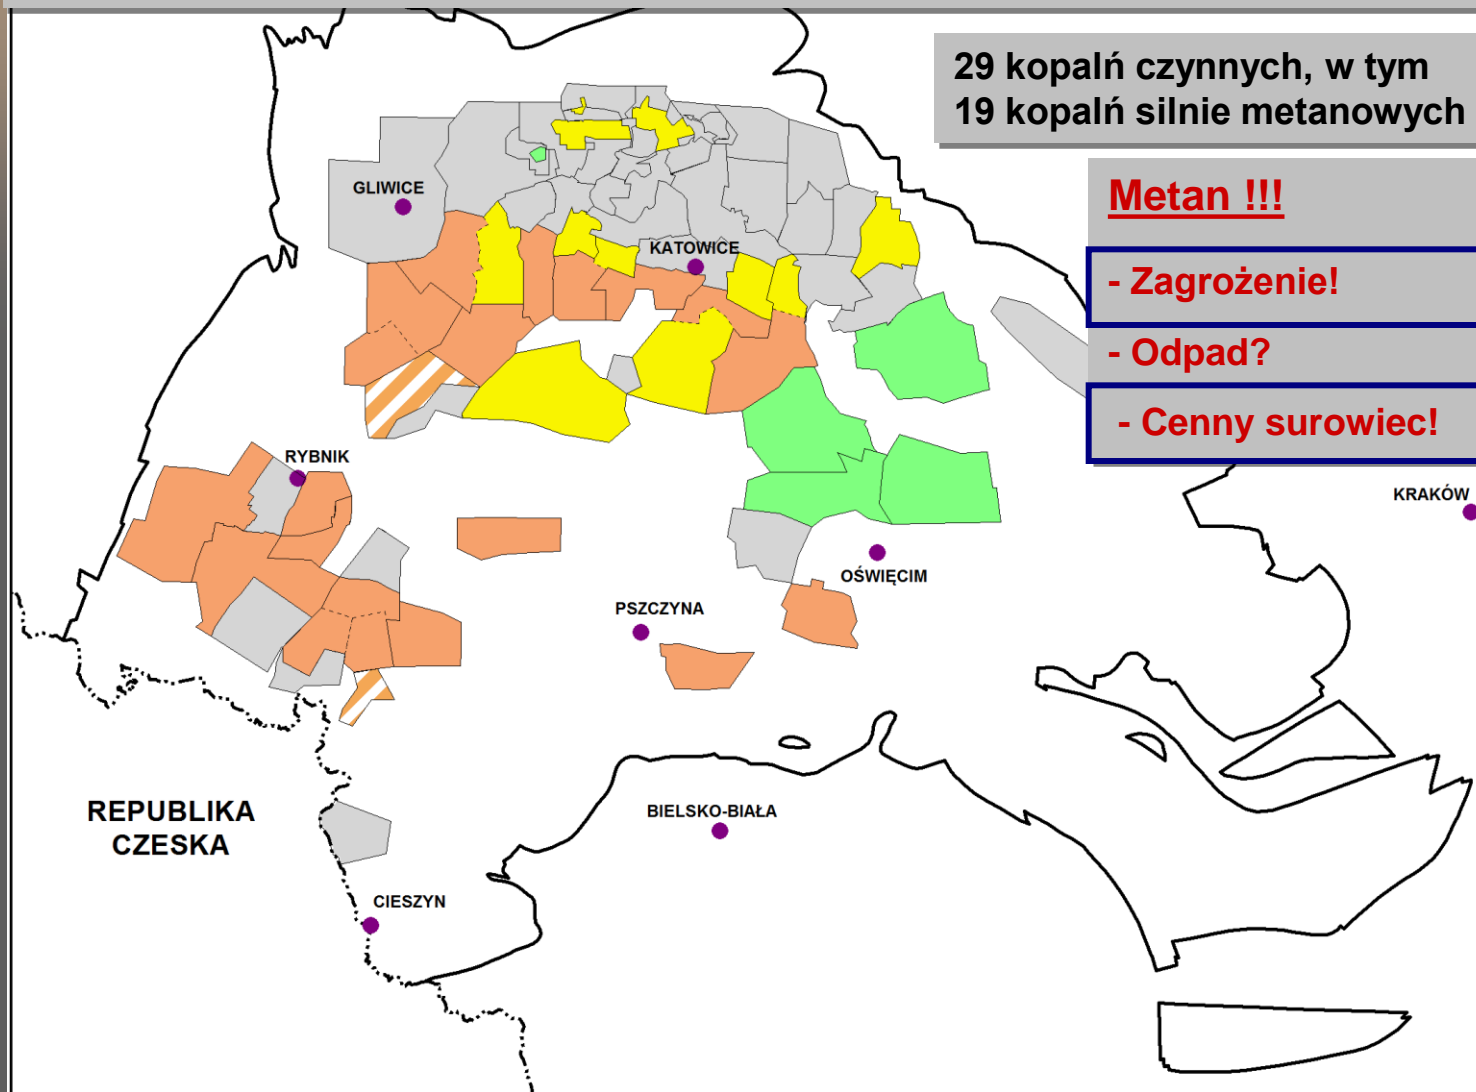 29 kopalń czynnych, w tym
19 kopalń silnie metanowych
Metan !!!
- Zagrożenie!
- Odpad?
- Cenny surowiec!
GLIWICE
KATOWICE
RYBNIK
KRAKÓW
OŚWIĘCIM
PSZCZYNA
REPUBLIKA
CZESKA
BIELSKO-BIAŁA
CIESZYN